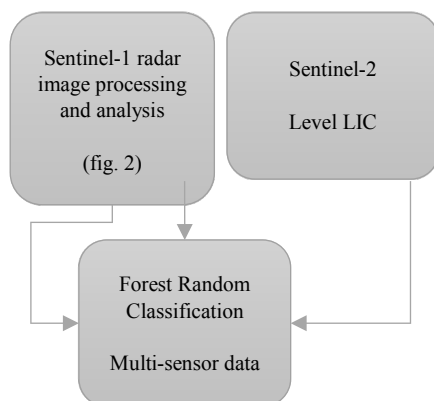 Sentinel-1 radar
image processing
and analysis
(fig. 2)
Sentinel-2
Level LIC
Forest Random
Classification
Multi-sensor data